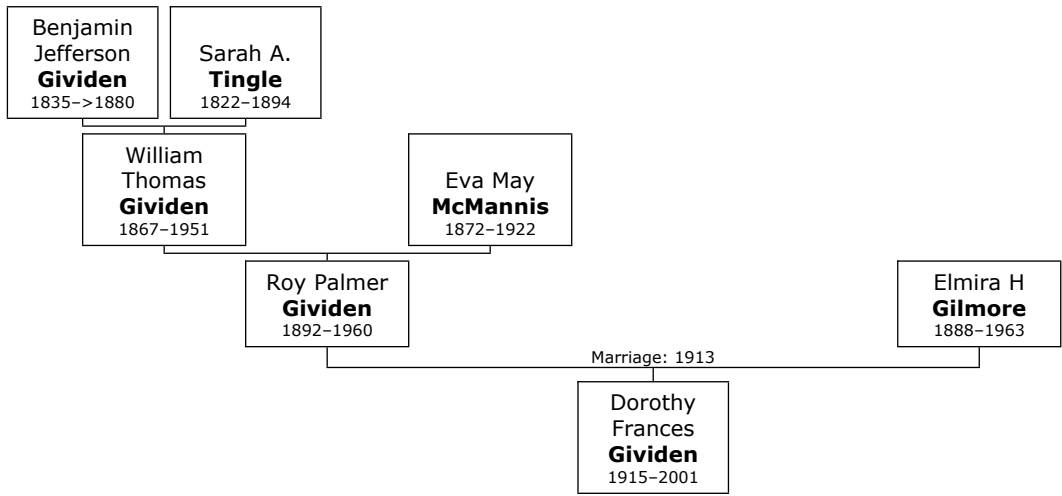 Benjamin
Jefferson
Gividen
1835–>1880
Sarah A.
Tingle
1822–1894
William
Thomas
Gividen
1867–1951
Eva May
McMannis
1872–1922
Roy Palmer
Gividen
1892–1960
Elmira H
Gilmore
1888–1963
Marriage: 1913
Dorothy
Frances
Gividen
1915–2001